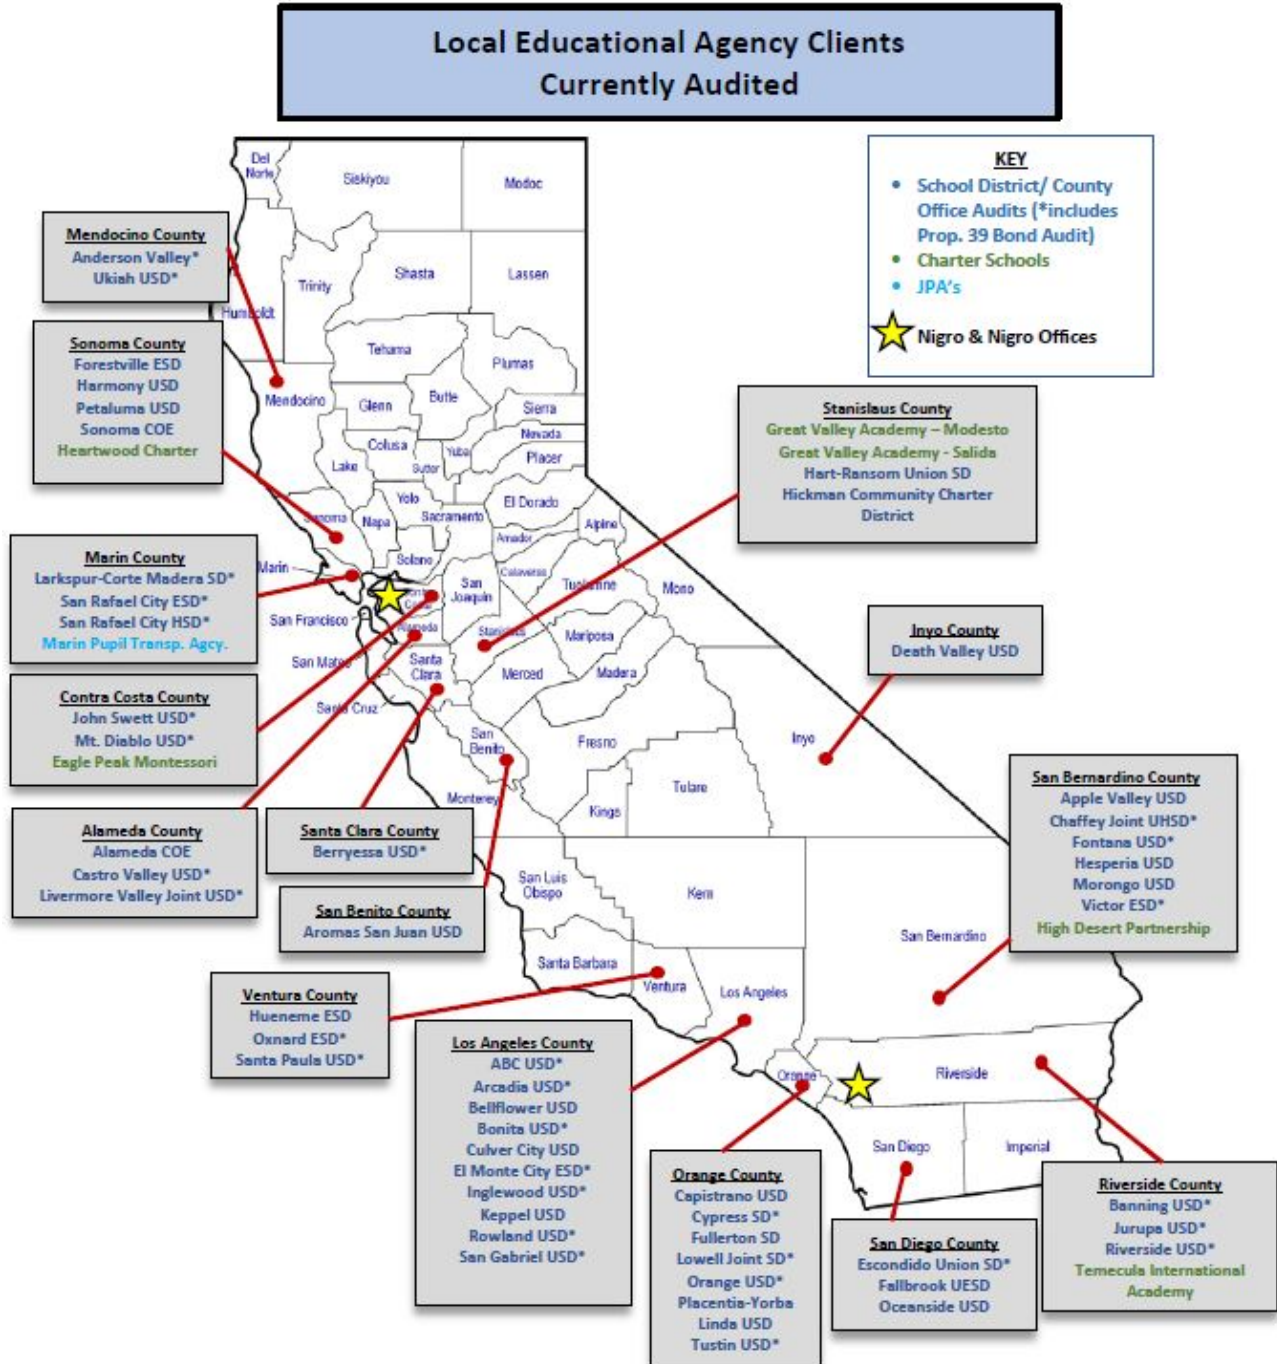 Local Educational Agency Clients
Currently Audited
KEY
• School District/ County
Office Audits (*includes
Prop. 39 Bond Audit)
• Charter Schools
• JPA's
Nigro & Nigro Offices
Del
Norte
Siskiyou
Modoc
Mendocino County
Anderson Valley*
Ukiah USD*
Humboldt
Trinity
Shasta
Lassen
Sonoma County
Forestville ESD
Harmony USD
Petaluma USD
Sonoma COE
Heartwood Charter
Tehama
Plumas
Mendocino
Glenn
Butte
Sierra
Colusa
Sutter
Yuba
Nevada
Placer
Lake
Stanislaus County
Great Valley Academy – Modesto
Great Valley Academy - Salida
Hart-Ransom Union SD
Hickman Community Charter
District
Yolo
El Dorado
Sonoma
Napa
Sacramento
Alpine
Amador
Solano
Calaveras
Marin County
Larkspur-Corte Madera SD*
San Rafael City ESD*
San Rafael City HSD*
Marin Pupil Transp. Agcy.
Marin
San
Joaquin
Tuolumne
Mono
Contra
Costa
San Francisco
Alameda
Stanislaus
Mariposa
San Mateo
Santa
Clara
Merced
Madera
Inyo County
Death Valley USD
Contra Costa County
John Swett USD*
Mt. Diablo USD*
Eagle Peak Montessori
Santa Cruz
San
Benito
Fresno
Inyo
Monterey
Kings
Tulare
San Bernardino County
Apple Valley USD
Chaffey Joint UHSD*
Fontana USD*
Hesperia USD
Morongo USD
Victor ESD*
High Desert Partnership
Alameda County
Alameda COE
Castro Valley USD*
Livermore Valley Joint USD*
Santa Clara County
Berryessa USD*
San Benito County
Aromas San Juan USD
San Luis
Obispo
Kern
San Bernardino
Santa Barbara
Ventura
Los Angeles
Ventura County
Hueneme ESD
Oxnard ESD*
Santa Paula USD*
Los Angeles County
ABC USD*
Arcadia USD*
Bellflower USD
Bonita USD*
Culver City USD
El Monte City ESD*
Inglewood USD*
Keppel USD
Rowland USD*
San Gabriel USD*
Orange
Riverside
San Diego
Imperial
Orange County
Capistrano USD
Cypress SD*
Fullerton SD
Lowell Joint SD*
Orange USD*
Placentia-Yorba
Linda USD
Tustin USD*
San Diego County
Escondido Union SD*
Fallbrook UESD
Oceanside USD
Riverside County
Banning USD*
Jurupa USD*
Riverside USD*
Temecula International
Academy